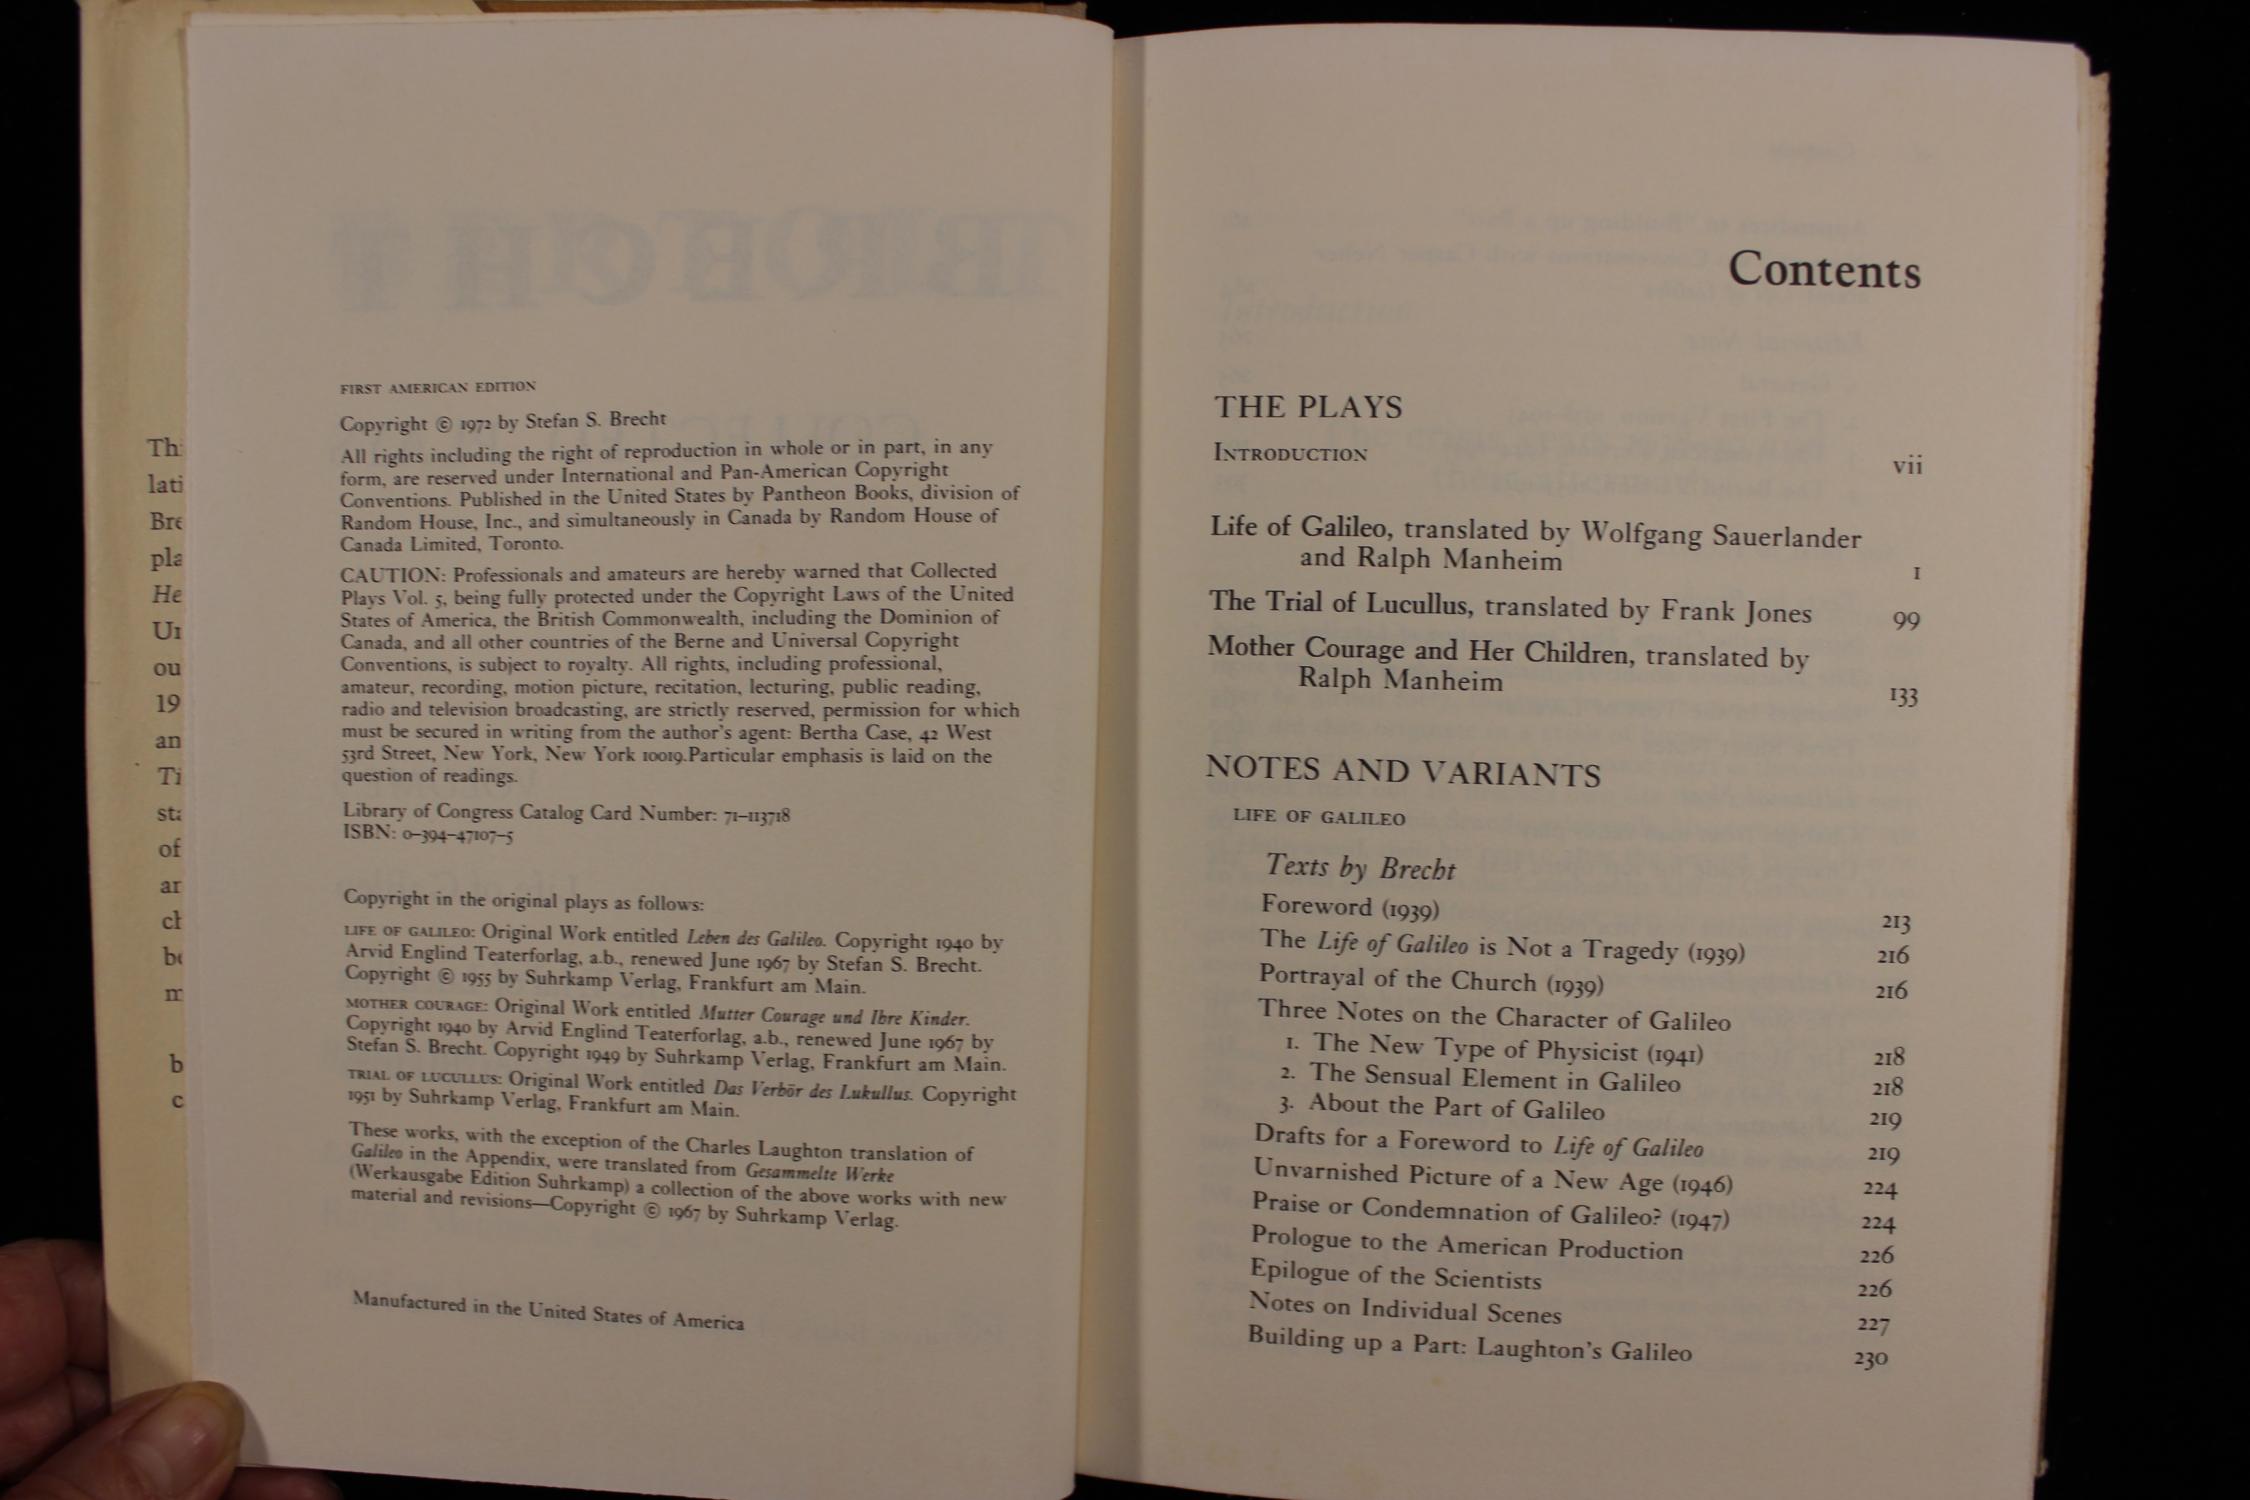 Th
lati
Bre
pla
He
Un
ou
19
an
Ti
sta
of
ar
ch
be
m
b
c
FIRST AMERICAN EDITION
Copyright © 1972 by Stefan S. Brecht
All rights including the right of reproduction in whole or in part, in any
form, are reserved under International and Pan-American Copyright
Conventions. Published in the United States by Pantheon Books, division of
Random House, Inc., and simultaneously in Canada by Random House of
Canada Limited, Toronto.
CAUTION: Professionals and amateurs are hereby warned that Collected
Plays Vol. 5, being fully protected under the Copyright Laws of the United
States of America, the British Commonwealth, including the Dominion of
Canada, and all other countries of the Berne and Universal Copyright
Conventions, is subject to royalty. All rights, including professional,
amateur, recording, motion picture, recitation, lecturing, public reading,
radio and television broadcasting, are strictly reserved, permission for which
must be secured in writing from the author's agent: Bertha Case, 42 West
53rd Street, New York, New York 10019.Particular emphasis is laid on the
question of readings.
Library of Congress Catalog Card Number: 71–113718
ISBN: 0–394–47107–5
Copyright in the original plays as follows:
LIFE OF GALILEO: Original Work entitled Leben des Galileo. Copyright 1940 by
Arvid Englind Teaterforlag, a.b., renewed June 1967 by Stefan S. Brecht.
Copyright © 1955 by Suhrkamp Verlag, Frankfurt am Main.
MOTHER COURAGE: Original Work entitled Mutter Courage und Ihre Kinder.
Copyright 1940 by Arvid Englind Teaterforlag, a.b., renewed June 1967 by
Stefan S. Brecht. Copyright 1949 by Suhrkamp Verlag, Frankfurt am Main.
TRIAL OF LUCULLUS: Original Work entitled Das Verhör des Lukullus. Copyright
1951 by Suhrkamp Verlag, Frankfurt am Main.
These works, with the exception of the Charles Laughton translation of
Galileo in the Appendix, were translated from Gesammelte Werke
(Werkausgabe Edition Suhrkamp) a collection of the above works with new
material and revisions—Copyright © 1967 by Suhrkamp Verlag.
Manufactured in the United States of America
Contents
THE PLAYS
INTRODUCTION vii
Life of Galileo, translated by Wolfgang Sauerlander
and Ralph Manheim 1
The Trial of Lucullus, translated by Frank Jones 99
Mother Courage and Her Children, translated by
Ralph Manheim 133
NOTES AND VARIANTS
LIFE OF GALILEO
Texts by Brecht
Foreword (1939) 213
The Life of Galileo is Not a Tragedy (1939) 216
Portrayal of the Church (1939) 216
Three Notes on the Character of Galileo
1. The New Type of Physicist (1941) 218
2. The Sensual Element in Galileo 218
3. About the Part of Galileo 219
Drafts for a Foreword to Life of Galileo 219
Unvarnished Picture of a New Age (1946) 224
Praise or Condemnation of Galileo? (1947) 224
Prologue to the American Production 226
Epilogue of the Scientists 226
Notes on Individual Scenes 227
Building up a Part: Laughton's Galileo 230